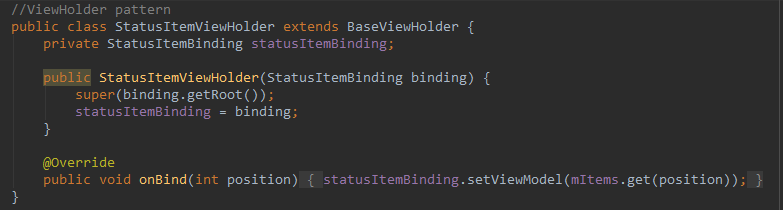 //ViewHolder pattern
public class StatusItemViewHolder extends BaseViewHolder {
private StatusItemBinding statusItemBinding;
public StatusItemViewHolder(StatusItemBinding binding) {
super(binding.getRoot());
statusItemBinding = binding;
}
@Override
public void onBind(int position) { statusItemBinding.setViewModel(mItems.get(position)); }
}